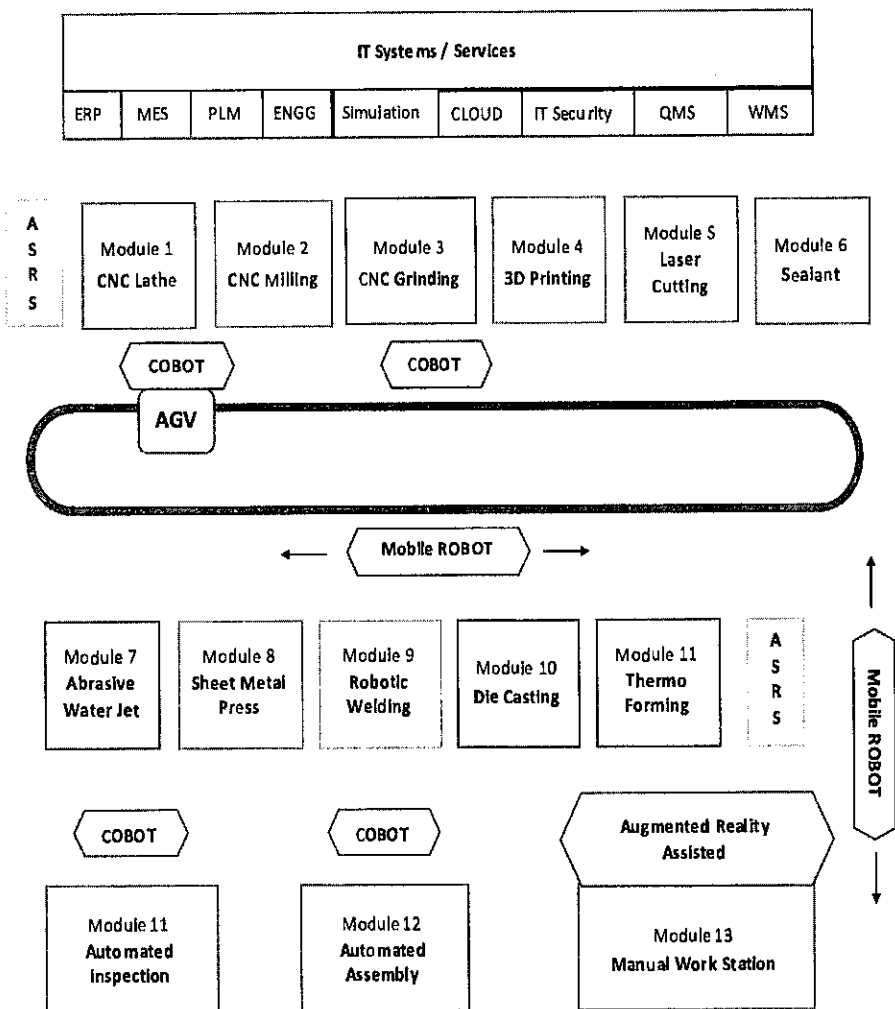 IT Systems / Services
ERP MES PLM ENGG Simulation CLOUD IT Security QMS WMS
A
S
R
S
Module 1
CNC Lathe
Module 2
CNC Milling
Module 3
CNC Grinding
Module 4
3D Printing
Module 5
Laser
Cutting
Module 6
Sealant
COBOT
COBOT
AGV
Mobile ROBOT
Module 7
Abrasive
Water Jet
Module 8
Sheet Metal
Press
Module 9
Robotic
Welding
Module 10
Die Casting
Module 11
Thermo
Forming
A
S
R
S
Mobile ROBOT
COBOT
COBOT
Augmented Reality
Assisted
Module 11
Automated
Inspection
Module 12
Automated
Assembly
Module 13
Manual Work Station